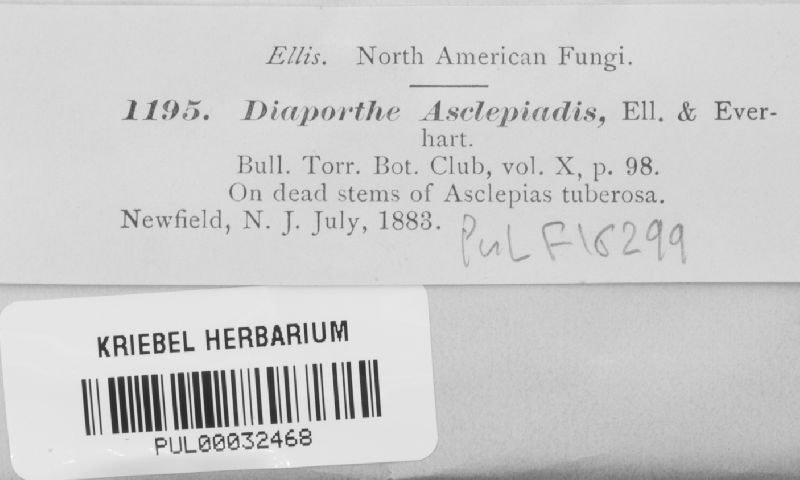 Ellis. North American Fungi.
1195. Diaporthe Asclepiadis, Ell. & Ever-
hart.
Bull. Torr. Bot. Club, vol. X, p. 98.
On dead stems of Asclepias tuberosa.
Newfield, N. J. July, 1883.
PuL F16299
KRIEBEL HERBARIUM
PUL00032468